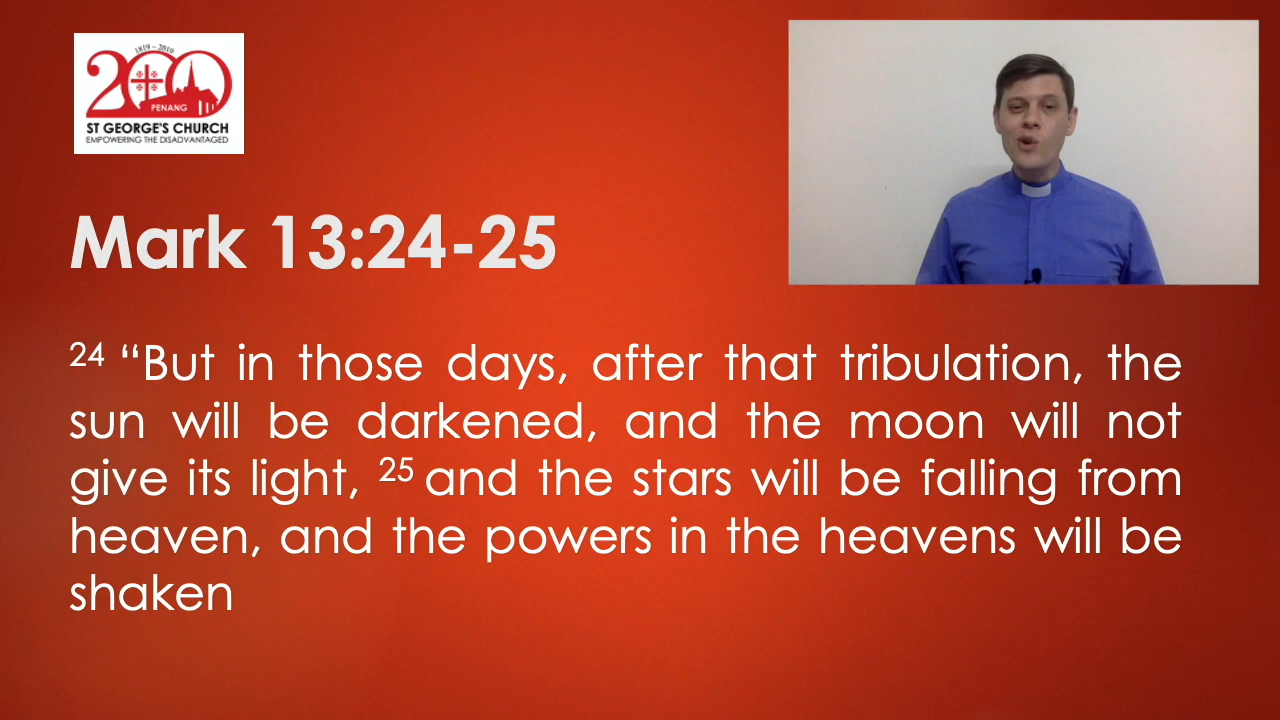 1819 - 2019
200
PENANG
ST GEORGE'S CHURCH
EMPOWERING THE DISADVANTAGED
Mark 13:24-25
24 “But in those days, after that tribulation, the
sun will be darkened, and the moon will not
give its light, 25 and the stars will be falling from
heaven, and the powers in the heavens will be
shaken